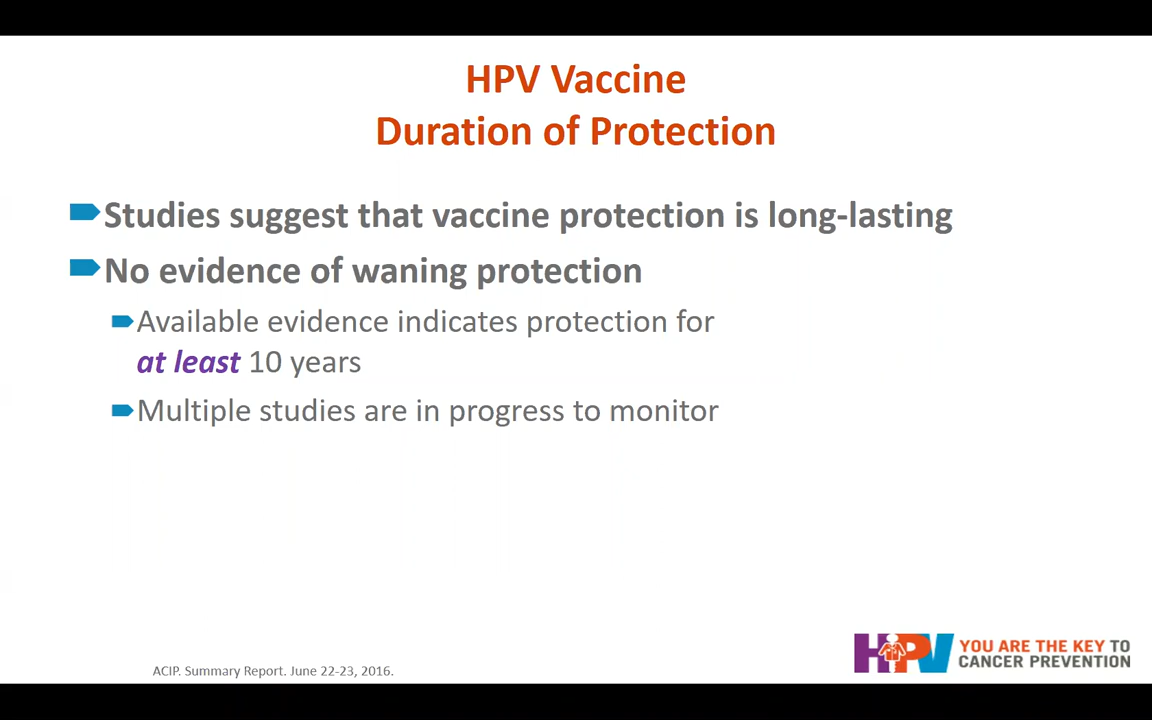 HPV Vaccine
Duration of Protection
Studies suggest that vaccine protection is long-lasting
No evidence of waning protection
Available evidence indicates protection for
at least 10 years
Multiple studies are in progress to monitor
ACIP. Summary Report. June 22-23, 2016.
HPV
YOU ARE THE KEY TO
CANCER PREVENTION